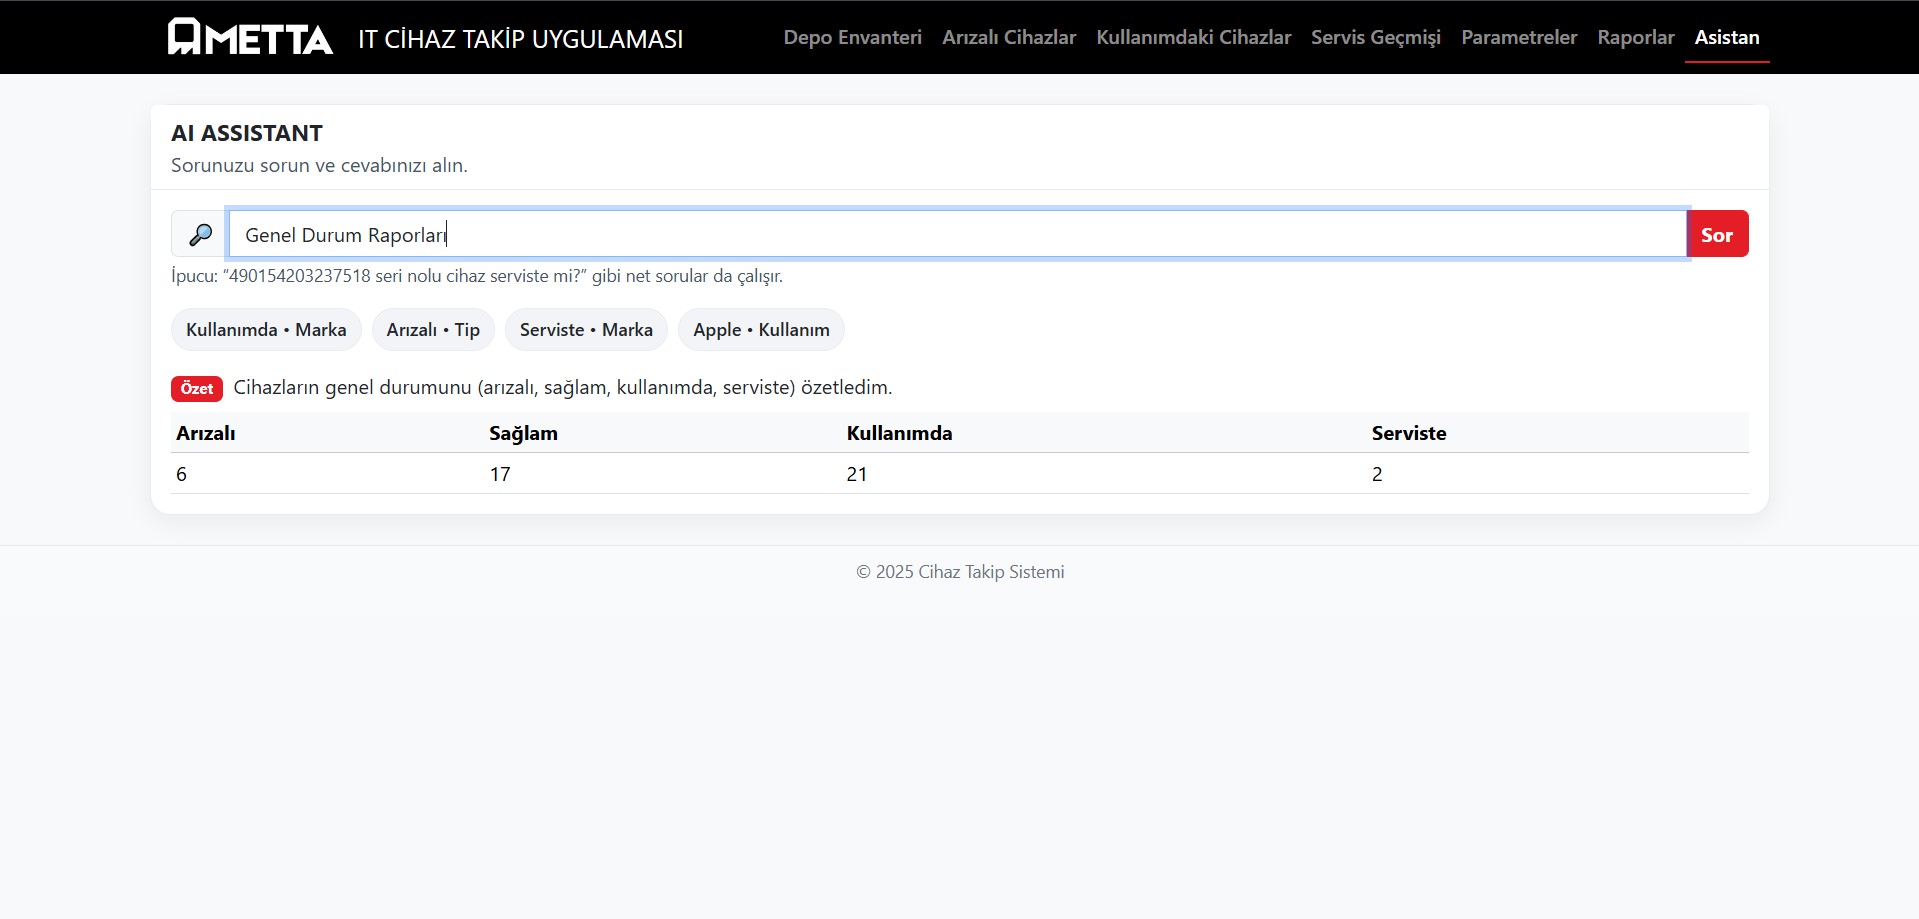 AMETTA IT CİHAZ TAKİP UYGULAMASI Depo Envanteri Arızalı Cihazlar Kullanımdaki Cihazlar Servis Geçmişi Parametreler Raporlar Asistan
AI ASSISTANT
Sorunuzu sorun ve cevabınızı alın.
Genel Durum Raporları Sor
İpucu: “490154203237518 seri nolu cihaz serviste mi?” gibi net sorular da çalışır.
Kullanımda • Marka Arızalı • Tip Serviste • Marka Apple • Kullanım
Özet Cihazların genel durumunu (arızalı, sağlam, kullanımda, serviste) özetledim.
Arızalı Sağlam Kullanımda Serviste
6 17 21 2
© 2025 Cihaz Takip Sistemi